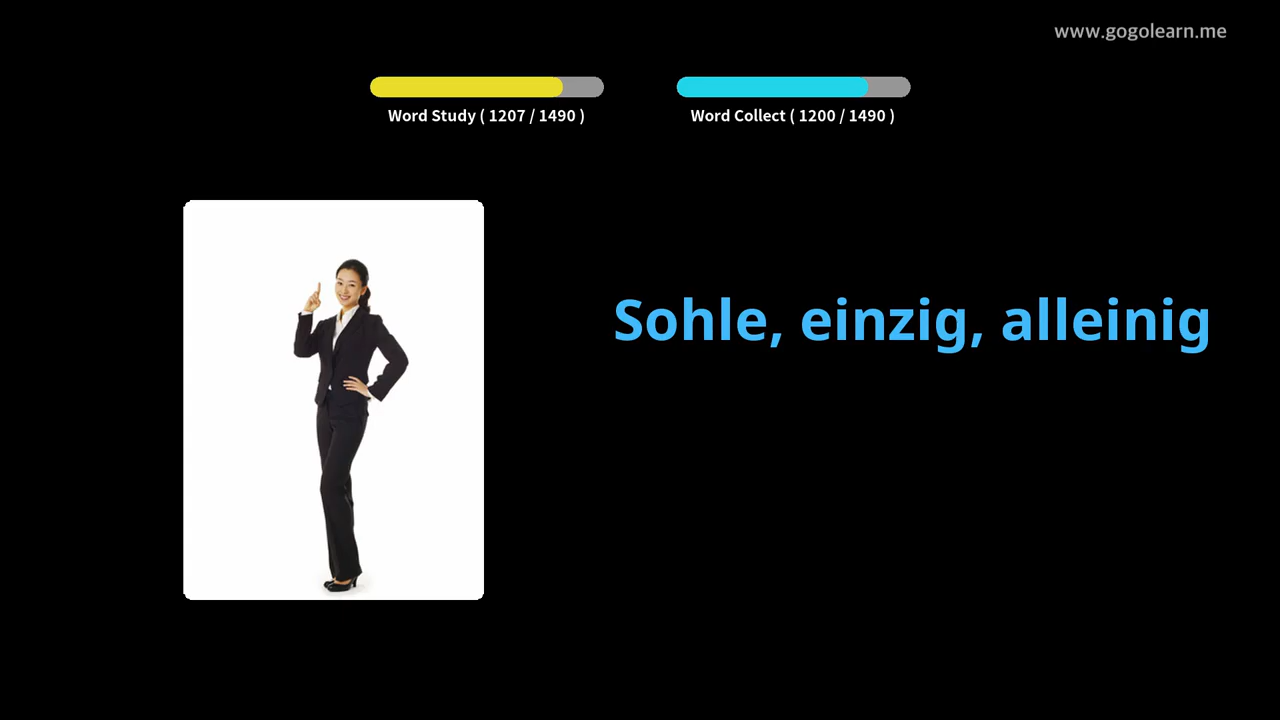 www.gogolearn.me
Word Study ( 1207 / 1490 )
Word Collect ( 1200 / 1490 )
Sohle, einzig, alleinig